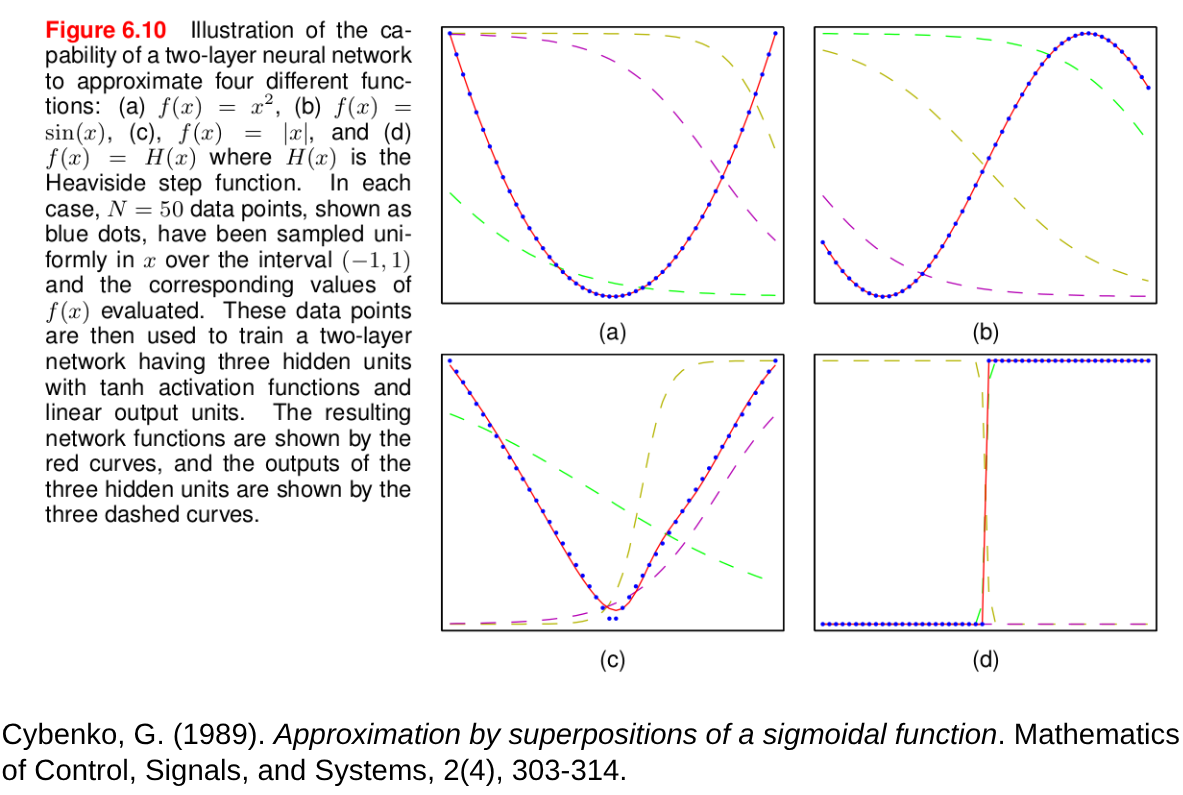 Figure 6.10 Illustration of the ca-
pability of a two-layer neural network
to approximate four different func-
tions: (a) f(x) = x², (b) f(x) =
sin(x), (c), f(x) = |x|, and (d)
f(x) = H(x) where H(x) is the
Heaviside step function. In each
case, N = 50 data points, shown as
blue dots, have been sampled uni-
formly in x over the interval (−1, 1)
and the corresponding values of
f(x) evaluated. These data points
are then used to train a two-layer
network having three hidden units
with tanh activation functions and
linear output units. The resulting
network functions are shown by the
red curves, and the outputs of the
three hidden units are shown by the
three dashed curves.
(a)
(b)
(c)
(d)
Cybenko, G. (1989). Approximation by superpositions of a sigmoidal function. Mathematics
of Control, Signals, and Systems, 2(4), 303-314.